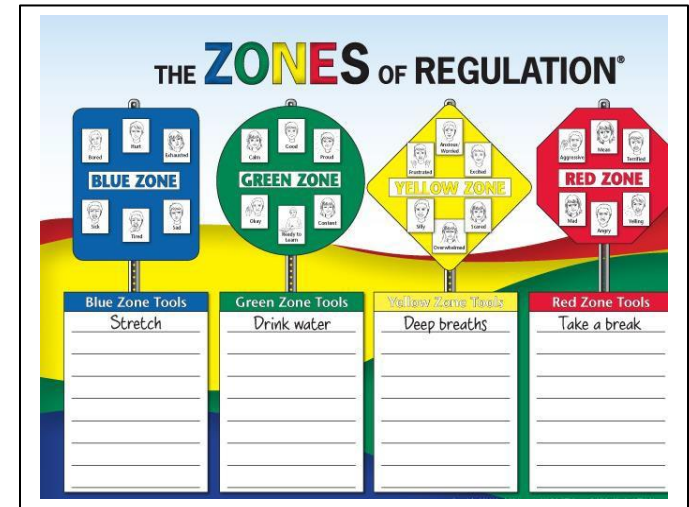 THE ZONES OF REGULATION®
Bored
Hurt
Exhausted
BLUE ZONE
Sick
Tired
Sad
Calm
Good
Proud
GREEN ZONE
Okay
Ready to
Learn
Content
Frustrated
Anxious/
Worried
Excited
YELLOW ZONE
Silly
Overwhelmed
Scared
Aggressive
Mean
Terrified
RED ZONE
Mad
Angry
Yelling
Blue Zone Tools
Stretch
Green Zone Tools
Drink water
Yellow Zone Tools
Deep breaths
Red Zone Tools
Take a break